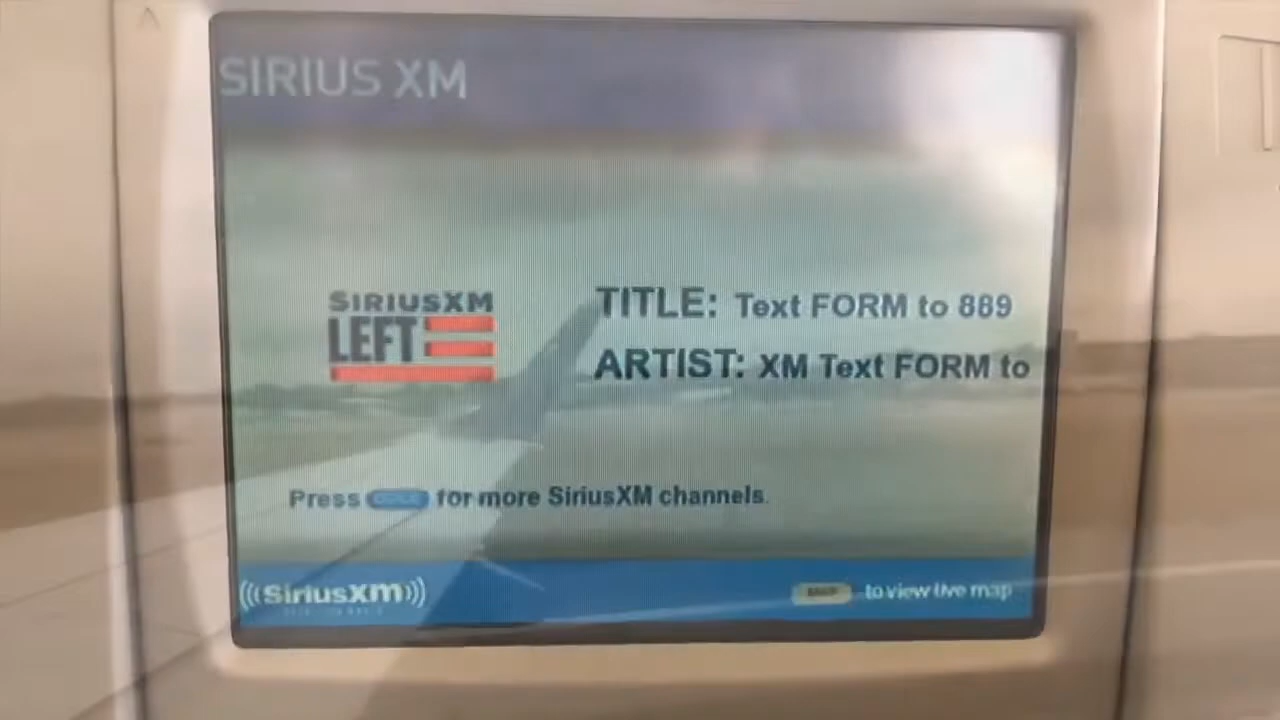 SIRIUS XM
SIRIUSXM
LEFT
TITLE: Text FORM to 889
ARTIST: XM Text FORM to
Press for more SiriusXM channels.
((SiriusXM))
MAP to view live map